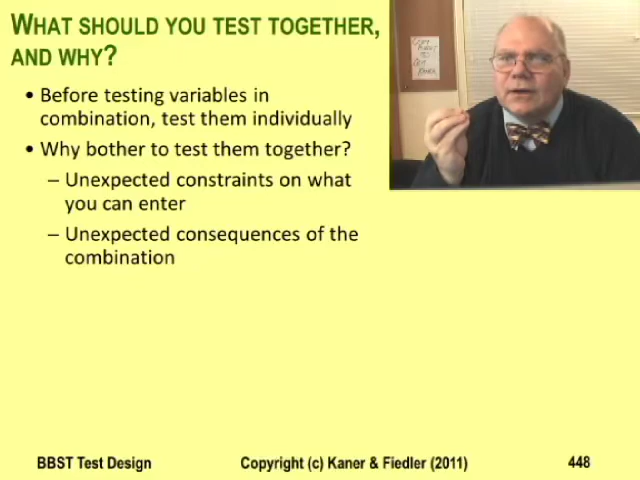 WHAT SHOULD YOU TEST TOGETHER,
AND WHY?
• Before testing variables in
combination, test them individually
• Why bother to test them together?
– Unexpected constraints on what
you can enter
– Unexpected consequences of the
combination
BBST Test Design
Copyright (c) Kaner & Fiedler (2011)
448